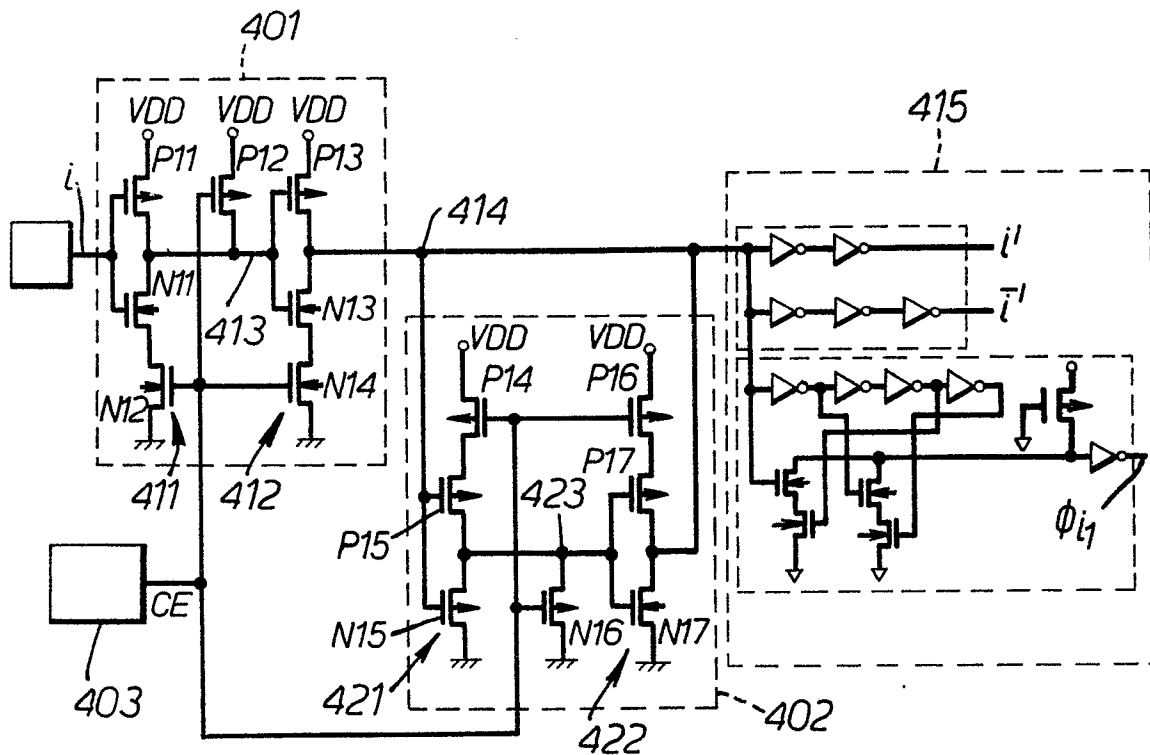 401
VDD VDD VDD
P11 P12 P13
i
N11
413
N13
N12
N14
411
412
414
415
i'
i̅'
VDD VDD
P14 P16
P17
P15
423
N15
N16
N17
421
422
402
CE
403
ϕi1